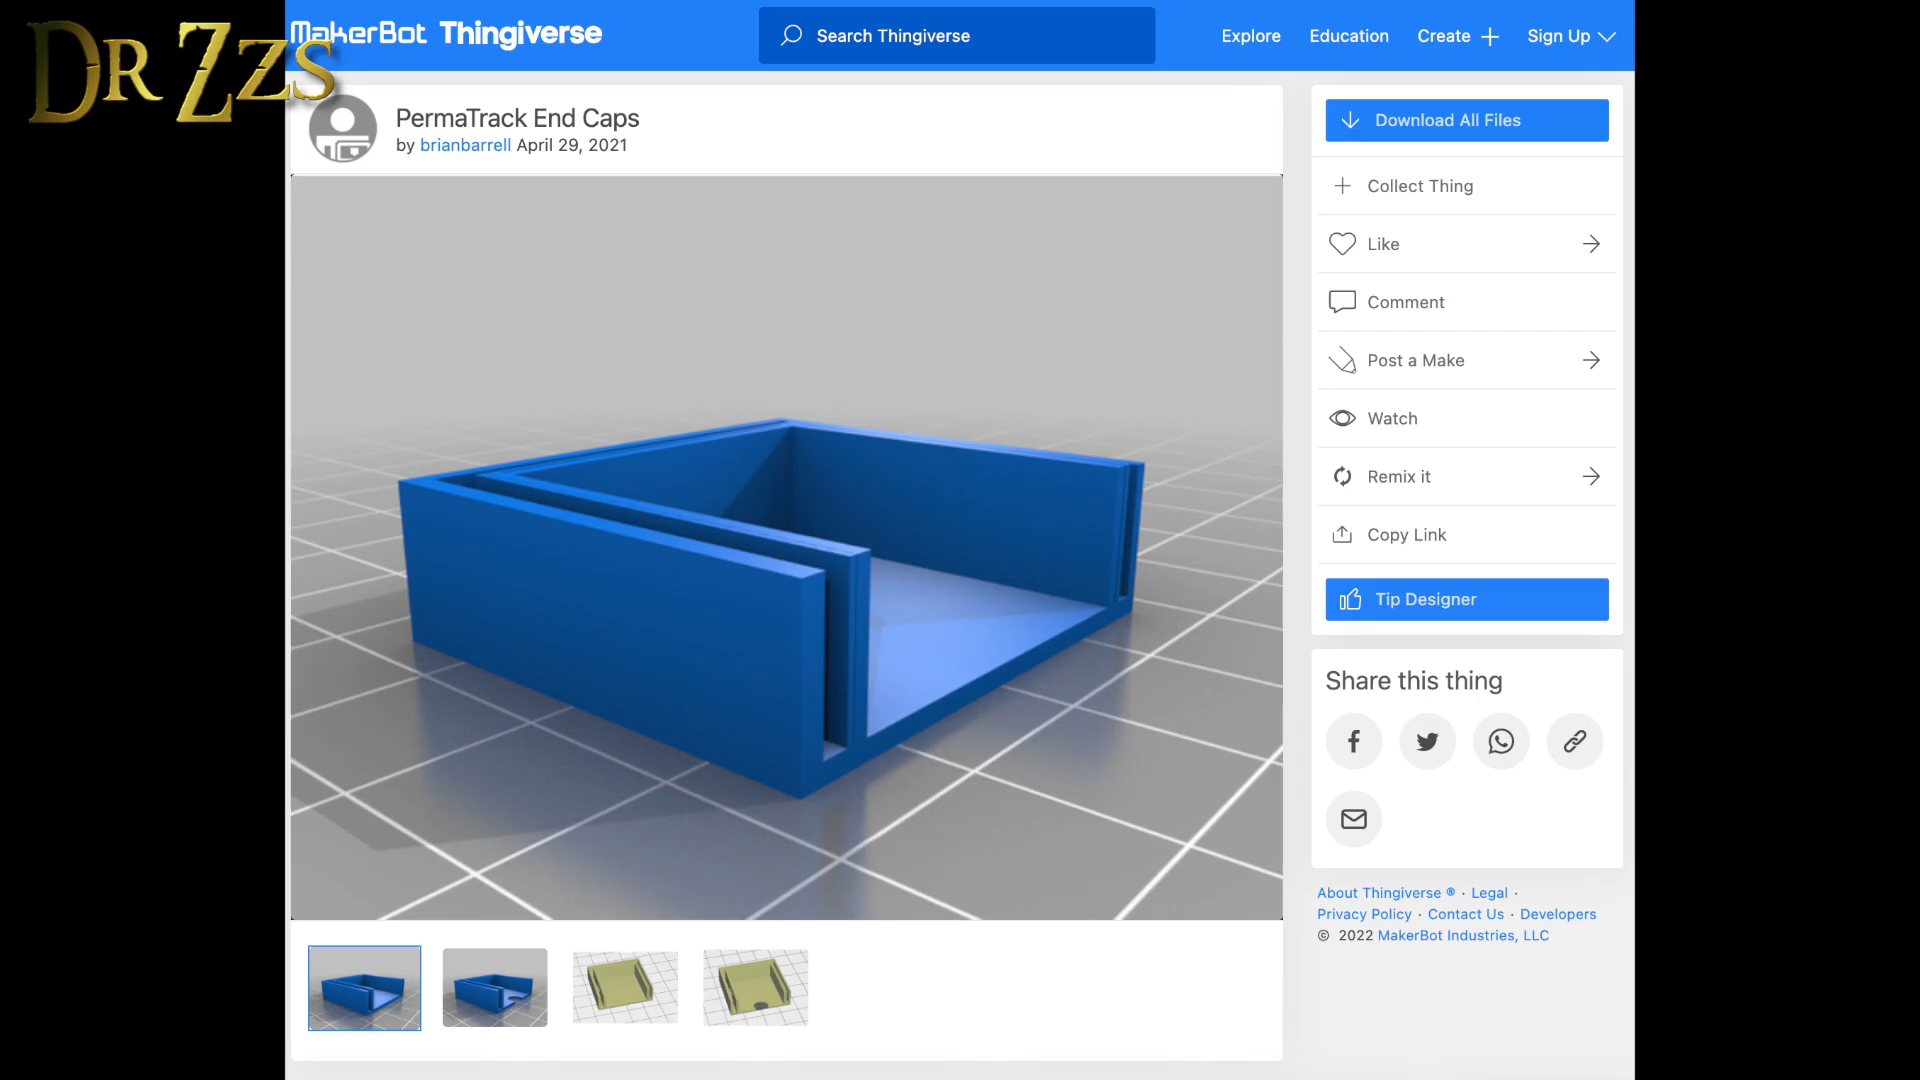 Dr Zzs
MakerBot Thingiverse
Search Thingiverse
Explore
Education
Create
Sign Up
PermaTrack End Caps
by brianbarrell April 29, 2021
Download All Files
Collect Thing
Like
Comment
Post a Make
Watch
Remix it
Copy Link
Tip Designer
Share this thing
About Thingiverse ® · Legal ·
Privacy Policy · Contact Us · Developers
© 2022 MakerBot Industries, LLC